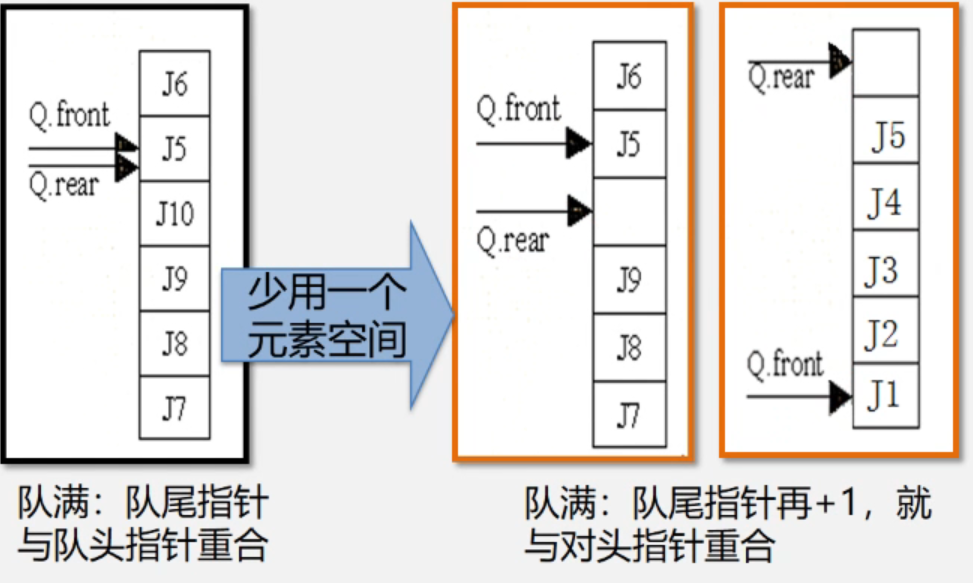 Q.front
Q.rear
J6
J5
J10
J9
J8
J7
队满：队尾指针
与队头指针重合
少用一个
元素空间
Q.front
Q.rear
J6
J5
J9
J8
J7
Q.rear
Q.front
J5
J4
J3
J2
J1
队满：队尾指针再+1，就
与对头指针重合